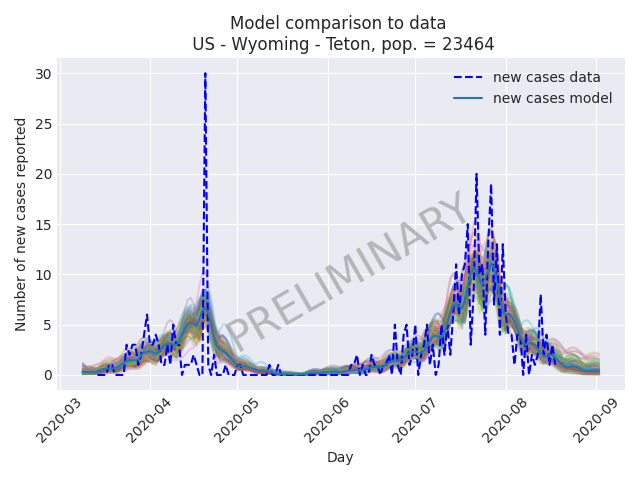 Model comparison to data
US - Wyoming - Teton, pop. = 23464
new cases data
new cases model
Number of new cases reported
30
25
20
15
10
5
0
PRELIMINARY
2020-03
2020-04
2020-05
2020-06
2020-07
2020-08
2020-09
Day